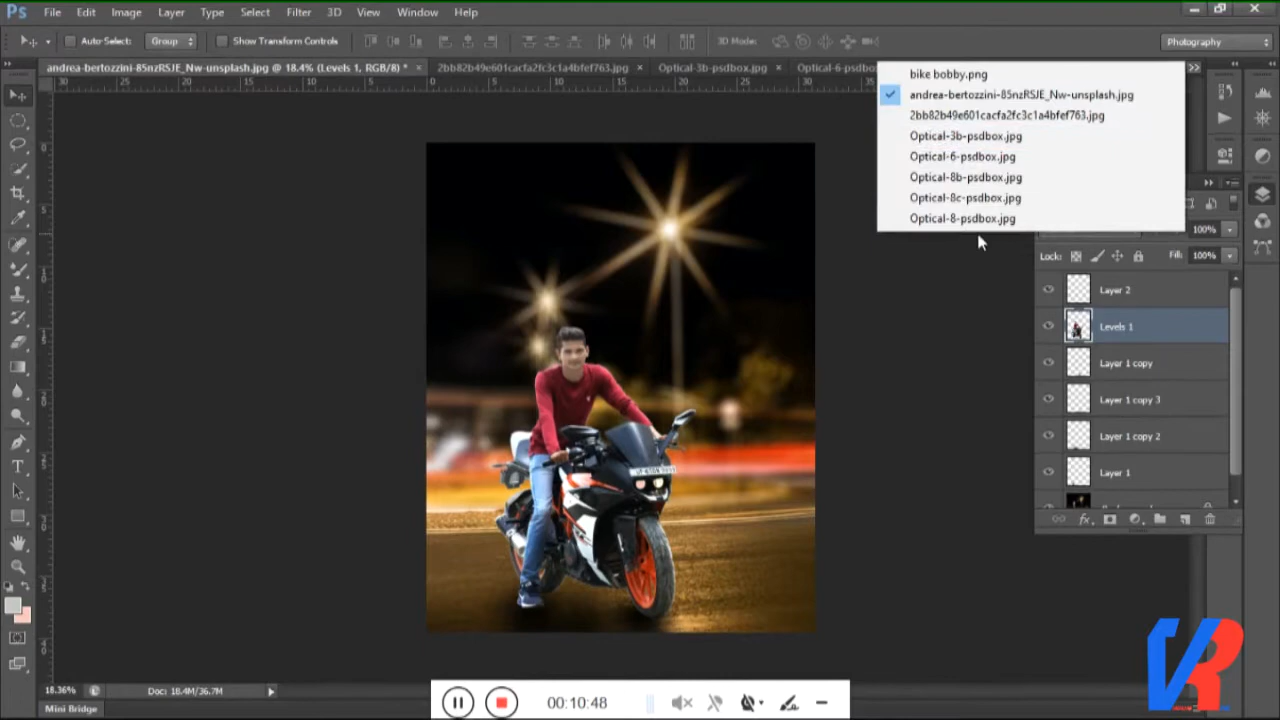 Ps File Edit Image Layer Type Select Filter 3D View Window Help
Auto-Select: Group Show Transform Controls 3D Mode: Photography
andrea-bertozzini-85nzRSJE_Nw-unsplash.jpg @ 18.4% (Levels 1, RGB/8) * × 2bb82b49e601cacfa2fc3c1a4bfef763.jpg × Optical-3b-psdbox.jpg × Optical-6-psdbo
bike bobby.png
andrea-bertozzini-85nzRSJE_Nw-unsplash.jpg
2bb82b49e601cacfa2fc3c1a4bfef763.jpg
Optical-3b-psdbox.jpg
Optical-6-psdbox.jpg
Optical-8b-psdbox.jpg
Optical-8c-psdbox.jpg
Optical-8-psdbox.jpg
100%
Lock: Fill: 100%
Layer 2
Levels 1
Layer 1 copy
Layer 1 copy 3
Layer 1 copy 2
Layer 1
18.36% Doc: 18.4M/36.7M
Mini Bridge
00:10:48
VR